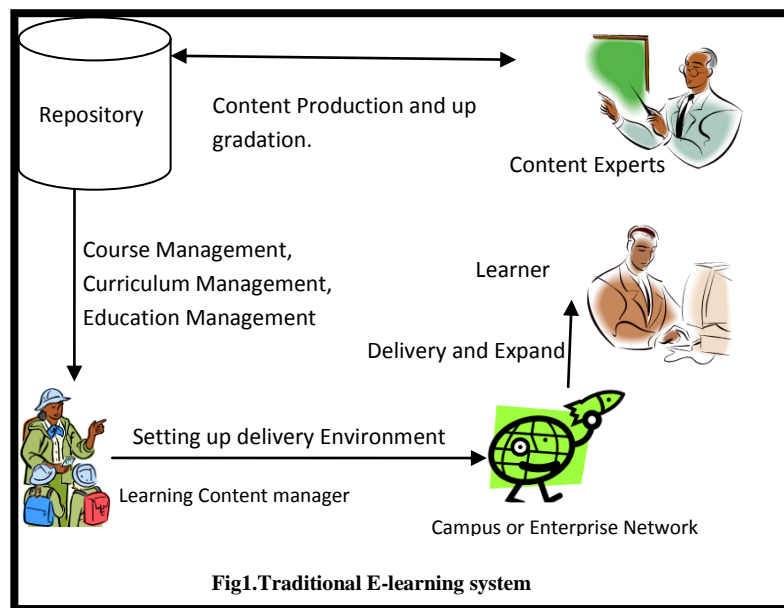 Repository
Content Production and up
gradation.
Content Experts
Course Management,
Curriculum Management,
Education Management
Learner
Delivery and Expand
Setting up delivery Environment
Learning Content manager
Campus or Enterprise Network
Fig1.Traditional E-learning system